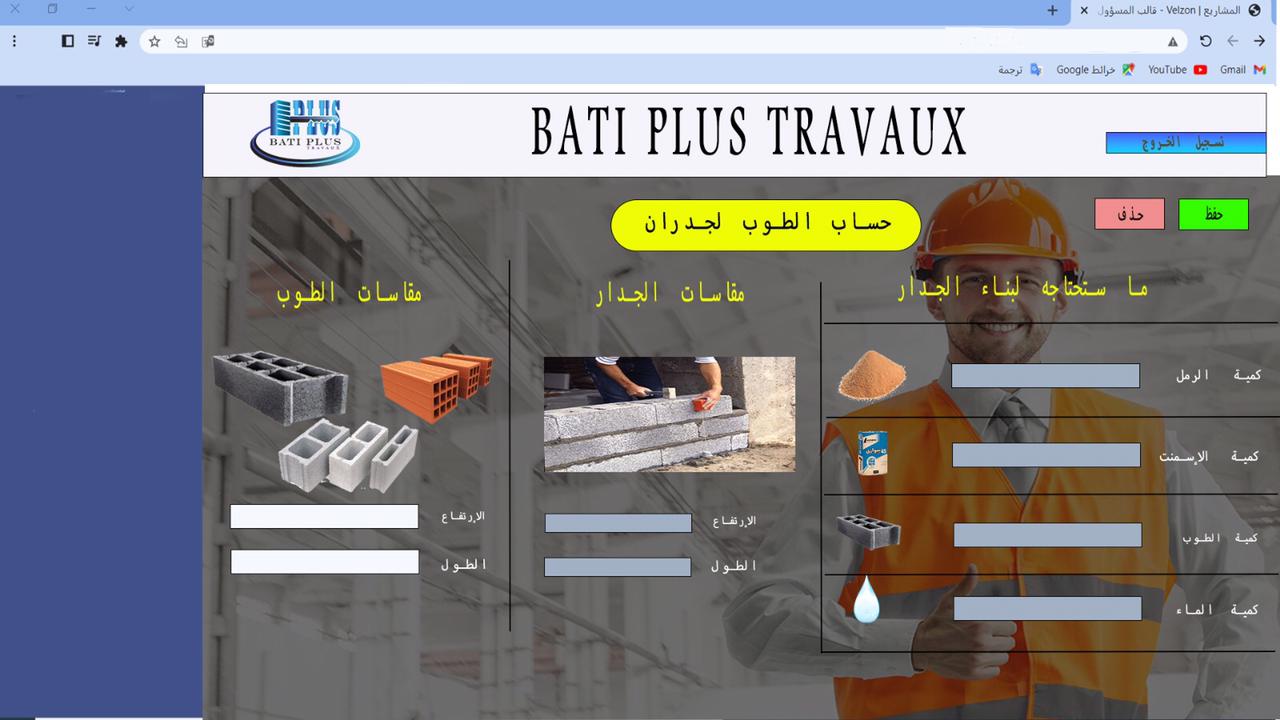 المشاريع | Velzon - قالب المسؤول
Gmail
YouTube
خرائط Google
ترجمة
PLUS
BATI PLUS
TRAVAUX
BATI PLUS TRAVAUX
تسجيل الخروج
حفظ
حذف
حساب الطوب لجدران
ما ستحتاجه لبناء الجدار
كمية الرمل
كمية الإسمنت
كمية الطوب
كمية الماء
مقاسات الجدار
الإرتفاع
الطول
مقاسات الطوب
الإرتفاع
الطول